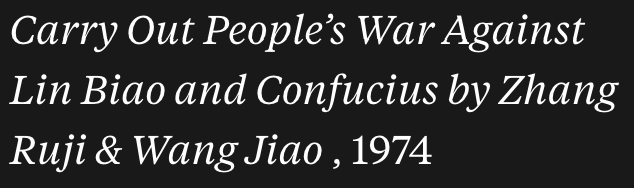 Carry Out People’s War Against
Lin Biao and Confucius by Zhang
Ruji & Wang Jiao , 1974